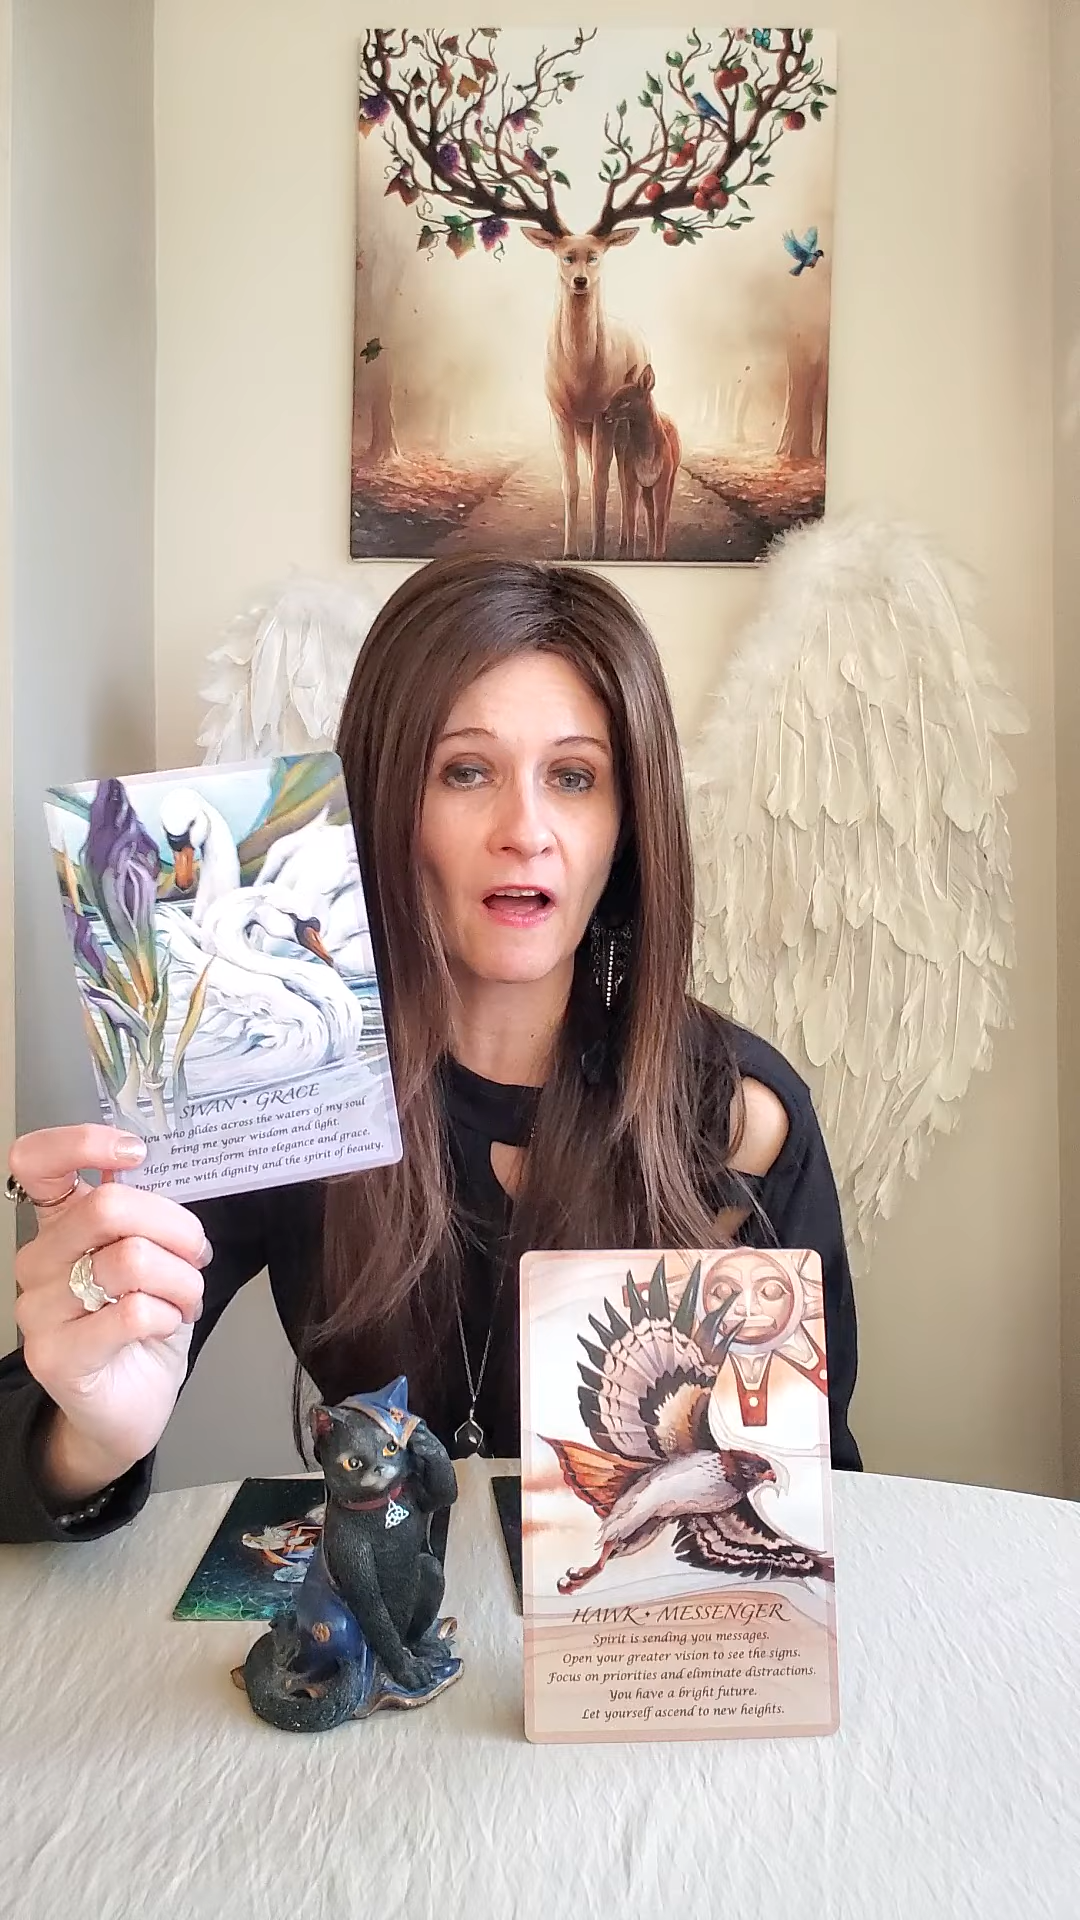 SWAN • GRACE
You who glides across the waters of my soul
bring me your wisdom and light.
Help me transform into elegance and grace.
Inspire me with dignity and the spirit of beauty.
HAWK • MESSENGER
Spirit is sending you messages.
Open your greater vision to see the signs.
Focus on priorities and eliminate distractions.
You have a bright future.
Let yourself ascend to new heights.